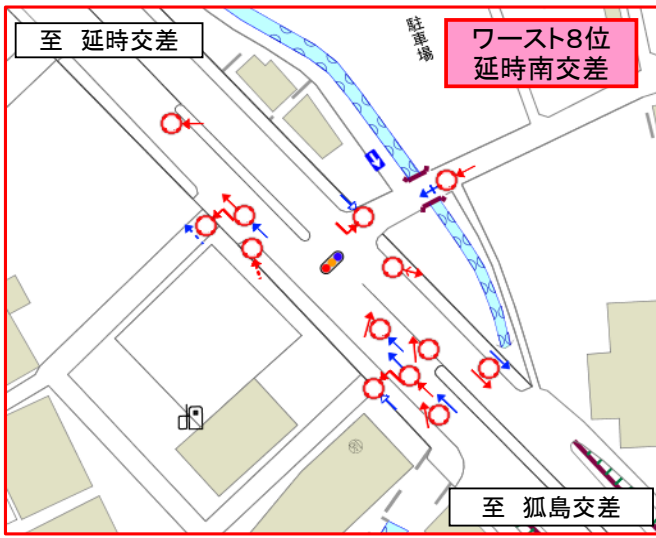 至 延時交差
駐車場
ワースト8位
延時南交差
至 狐島交差